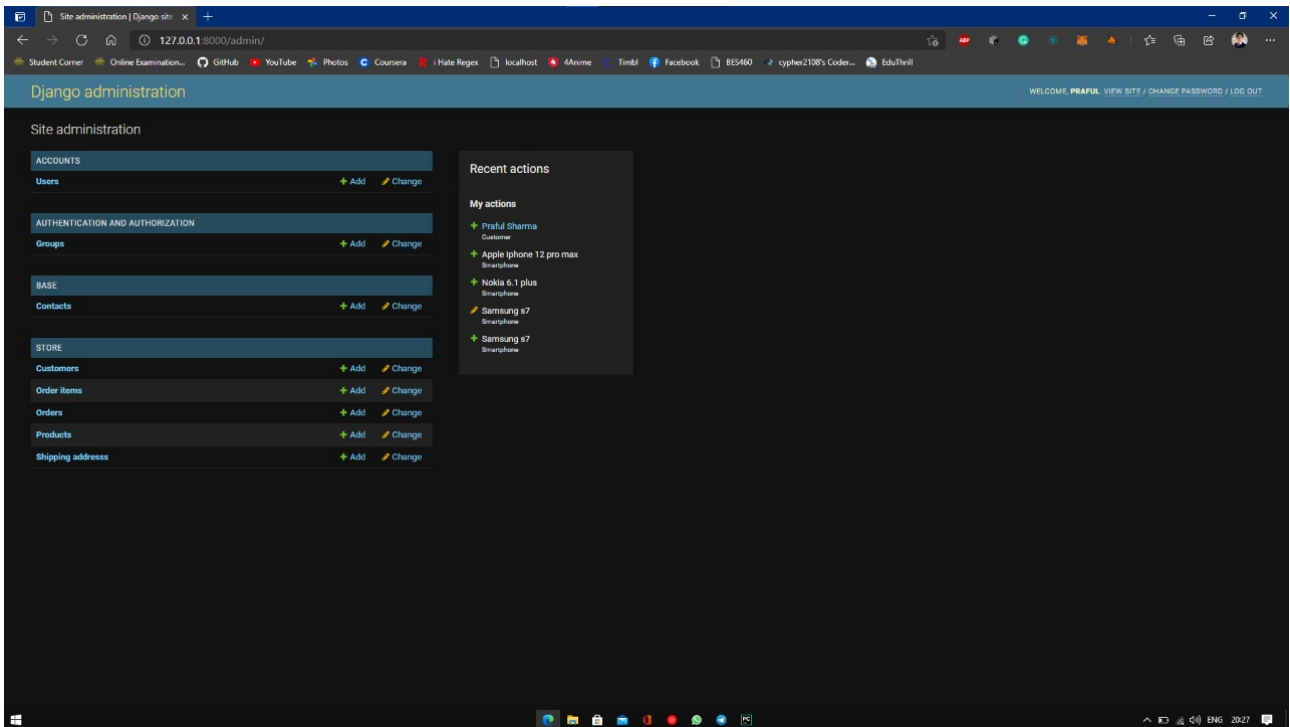 Site administration | Django site
127.0.0.1:8000/admin/
ABP
Student Corner Online Examination... GitHub YouTube Photos Coursera i Hate Regex localhost 4Anime Timbl Facebook BES460 cypher2108's Coder... EduThrill
Django administration
WELCOME, PRAFUL. VIEW SITE / CHANGE PASSWORD / LOG OUT
Site administration
ACCOUNTS
Users + Add Change
AUTHENTICATION AND AUTHORIZATION
Groups + Add Change
BASE
Contacts + Add Change
STORE
Customers + Add Change
Order items + Add Change
Orders + Add Change
Products + Add Change
Shipping addresss + Add Change
Recent actions
My actions
+ Praful Sharma
Customer
+ Apple Iphone 12 pro max
Smartphone
+ Nokia 6.1 plus
Smartphone
Samsung s7
Smartphone
+ Samsung s7
Smartphone
PC
ENG 20:27